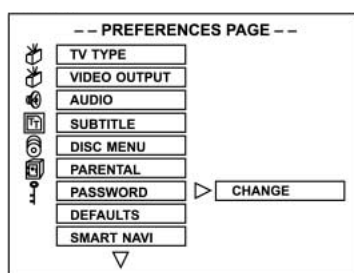 -- PREFERENCES PAGE --
TV TYPE
VIDEO OUTPUT
AUDIO
SUBTITLE
DISC MENU
PARENTAL
PASSWORD CHANGE
DEFAULTS
SMART NAVI